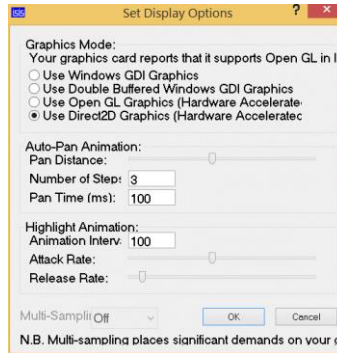 isis Set Display Options ? ×
Graphics Mode:
Your graphics card reports that it supports Open GL in
Use Windows GDI Graphics
Use Double Buffered Windows GDI Graphics
Use Open GL Graphics (Hardware Accelerate
Use Direct2D Graphics (Hardware Acceleratec
Auto-Pan Animation:
Pan Distance:
Number of Step: 3
Pan Time (ms): 100
Highlight Animation:
Animation Interv: 100
Attack Rate:
Release Rate:
Multi-Samplin Off
OK Cancel
N.B. Multi-sampling places significant demands on your